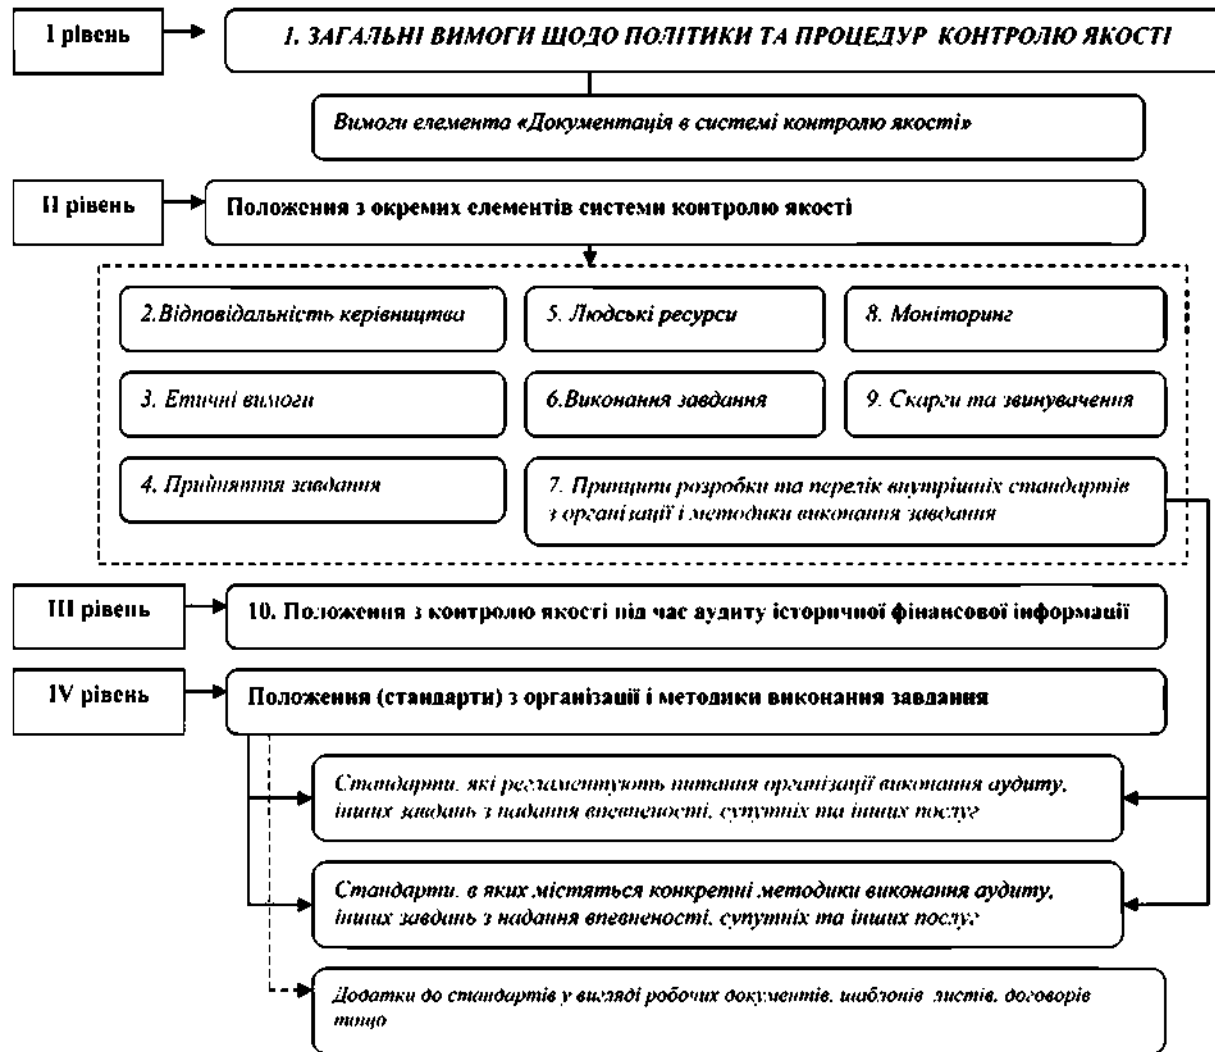 І рівень
1. ЗАГАЛЬНІ ВИМОГИ ЩОДО ПОЛІТИКИ ТА ПРОЦЕДУР КОНТРОЛЮ ЯКОСТІ
Вимоги елемента «Документація в системі контролю якості»
ІІ рівень
Положення з окремих елементів системи контролю якості
2.Відповідальність керівництва
5. Людські ресурси
8. Моніторинг
3. Етичні вимоги
6.Виконання завдання
9. Скарги та звинувачення
4. Прийняття завдання
7. Принципи розробки та перелік внутрішніх стандартів
з організації і методики виконання завдання
ІІІ рівень
10. Положення з контролю якості під час аудиту історичної фінансової інформації
IV рівень
Положення (стандарти) з організації і методики виконання завдання
Стандарти, які регламентують питання організації виконання аудиту,
інших завдань з надання впевненості, супутніх та інших послуг
Стандарти, в яких містяться конкретні методики виконання аудиту,
інших завдань з надання впевненості, супутніх та інших послуг
Додатки до стандартів у вигляді робочих документів, шаблонів листів, договорів
тощо